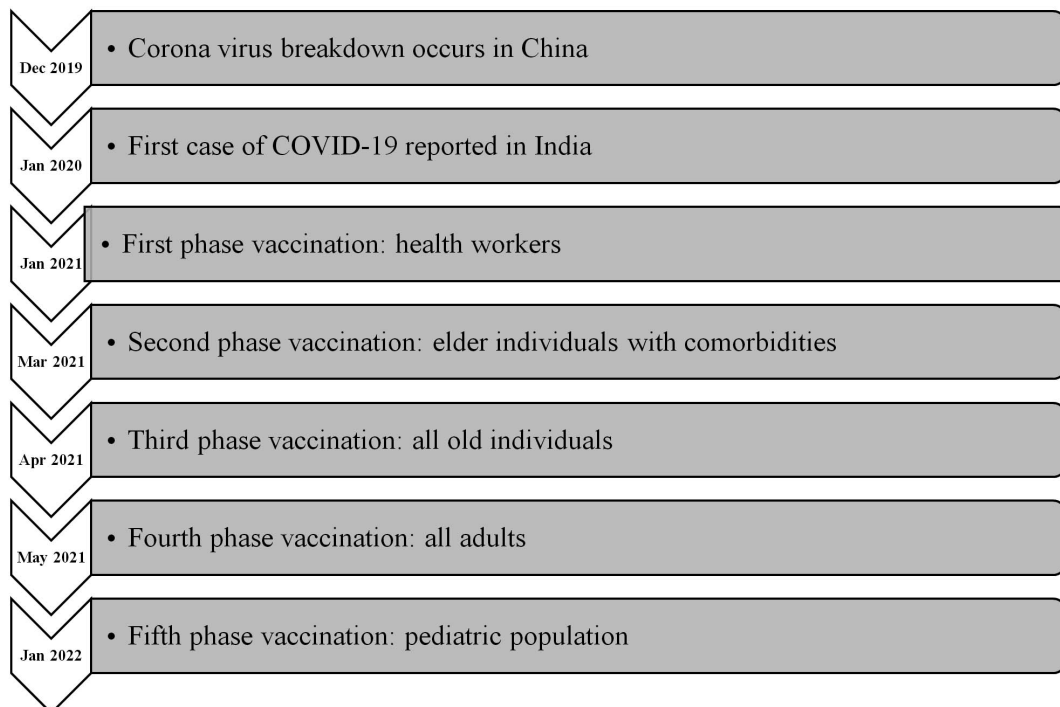 Dec 2019
• Corona virus breakdown occurs in China
Jan 2020
• First case of COVID-19 reported in India
Jan 2021
• First phase vaccination: health workers
Mar 2021
• Second phase vaccination: elder individuals with comorbidities
Apr 2021
• Third phase vaccination: all old individuals
May 2021
• Fourth phase vaccination: all adults
Jan 2022
• Fifth phase vaccination: pediatric population